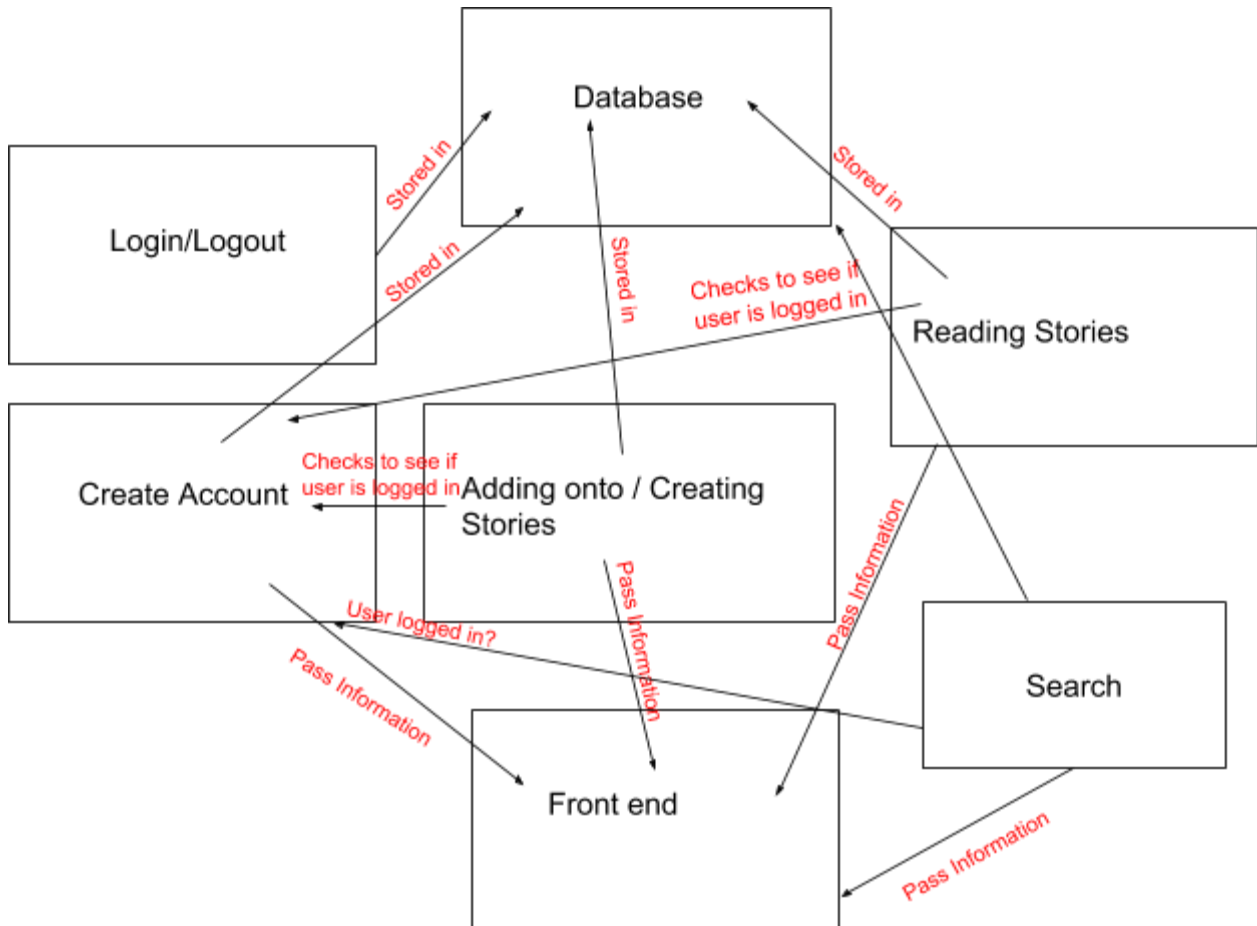 Database
Stored in
Stored in
Login/Logout
Stored in
Stored in
Checks to see if
user is logged in
Reading Stories
Checks to see if
user is logged in
Create Account
Adding onto / Creating
Stories
Pass Information
Pass Information
User logged in?
Pass Information
Search
Front end
Pass Information